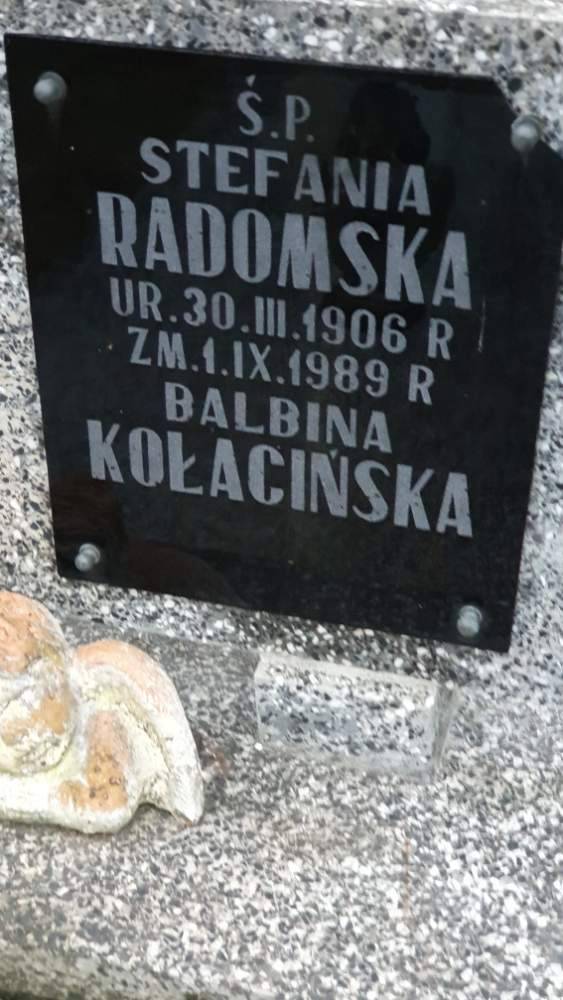 Ś.P.
STEFANIA
RADOMSKA
UR.30.III.1906 R
ZM.1.IX.1989 R
BALBINA
KOŁACIŃSKA